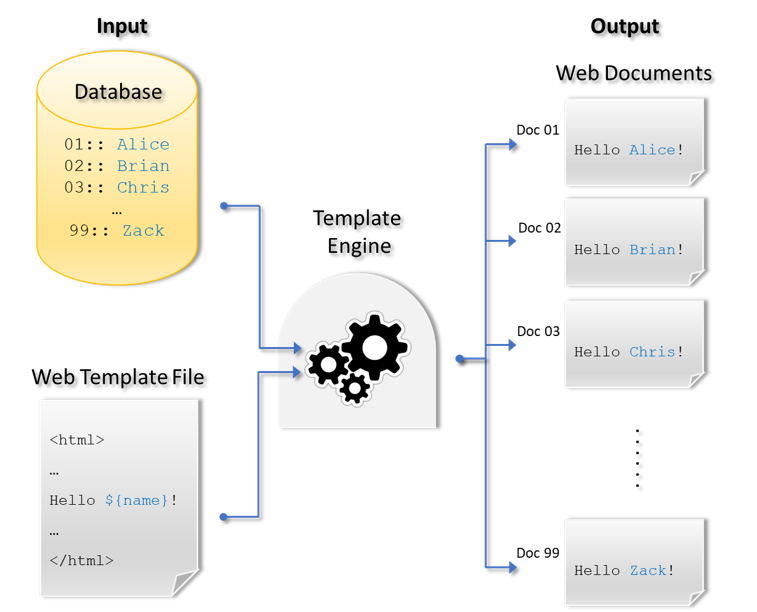 Input
Database
01:: Alice
02:: Brian
03:: Chris
…
99:: Zack
Web Template File
<html>
…
Hello ${name}!
…
</html>
Template
Engine
Output
Web Documents
Doc 01
Hello Alice!
Doc 02
Hello Brian!
Doc 03
Hello Chris!
Doc 99
Hello Zack!